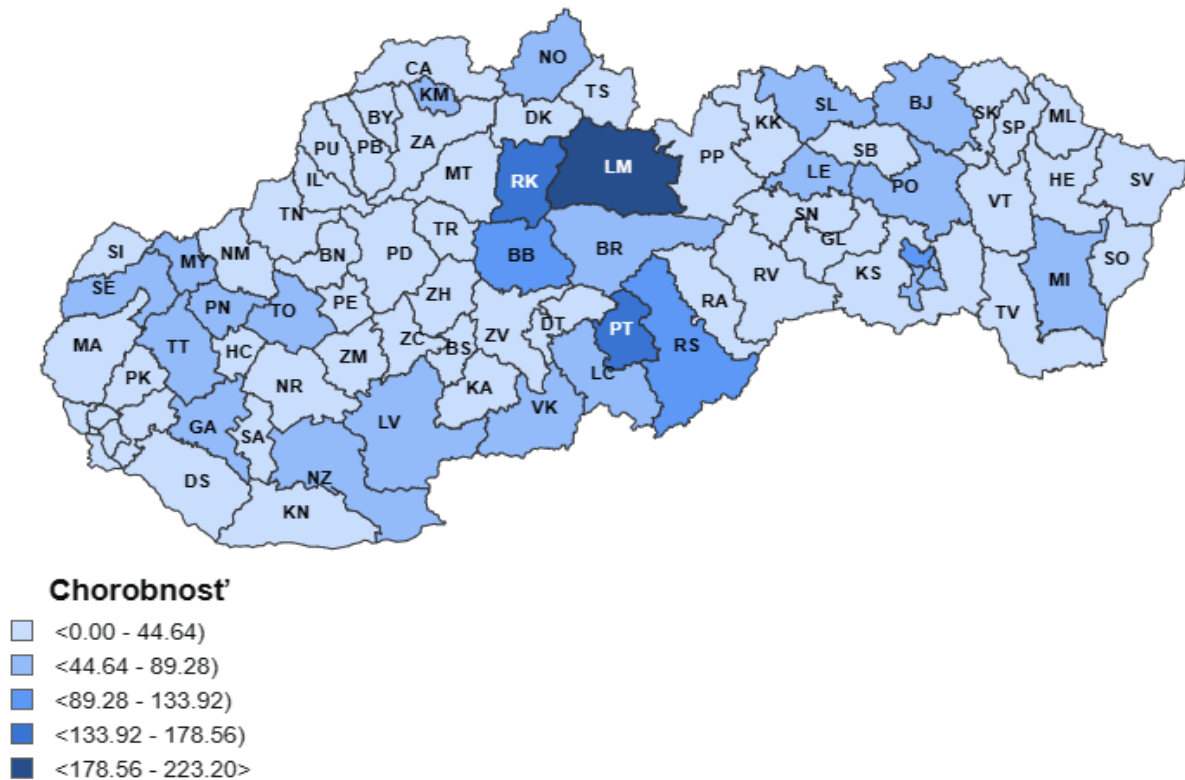 NO
CA
TS
KM
SL
BJ
SK
ML
BY
DK
KK
SP
PU
PB
ZA
SB
PP
LM
MT
RK
LE
PO
HE
SV
IL
VT
TN
SN
TR
GL
SI
NM
BN
PD
BB
BR
MY
RV
KS
SO
SE
MI
PN
TO
PE
ZH
RA
TV
DT
PT
ZC
ZV
RS
MA
TT
HC
ZM
BS
PK
NR
LC
KA
VK
GA
SA
LV
DS
NZ
KN
Chorobnosť
<0.00 - 44.64)
<44.64 - 89.28)
<89.28 - 133.92)
<133.92 - 178.56)
<178.56 - 223.20>